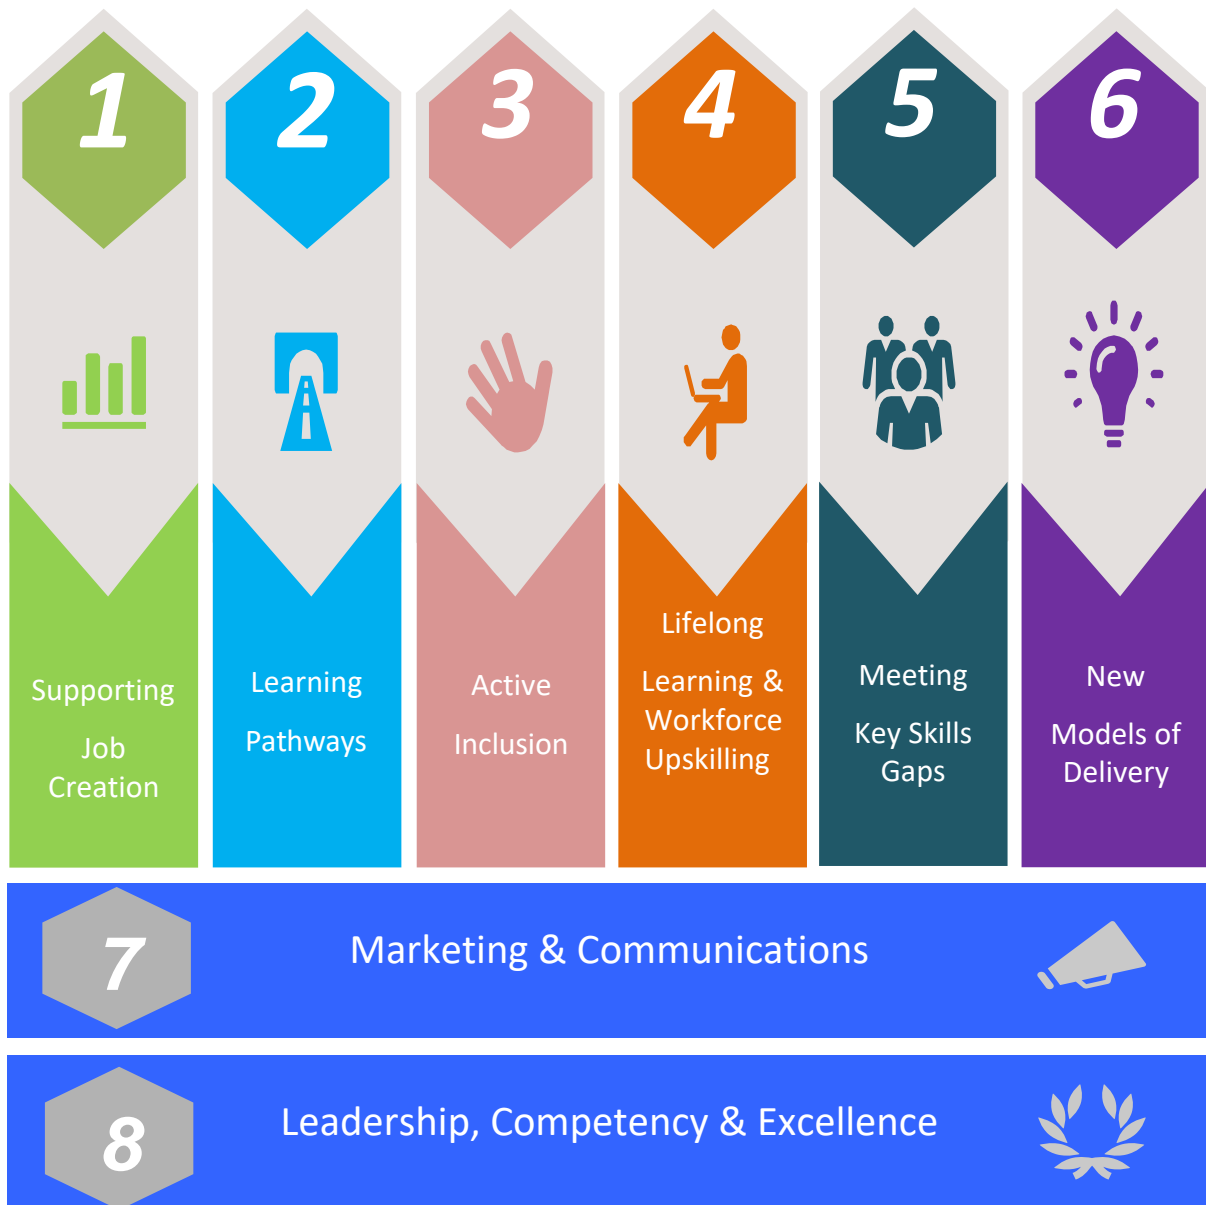 1
Supporting
Job
Creation
2
Learning
Pathways
3
Active
Inclusion
4
Lifelong
Learning &
Workforce
Upskilling
5
Meeting
Key Skills
Gaps
6
New
Models of
Delivery
7
Marketing & Communications
8
Leadership, Competency & Excellence